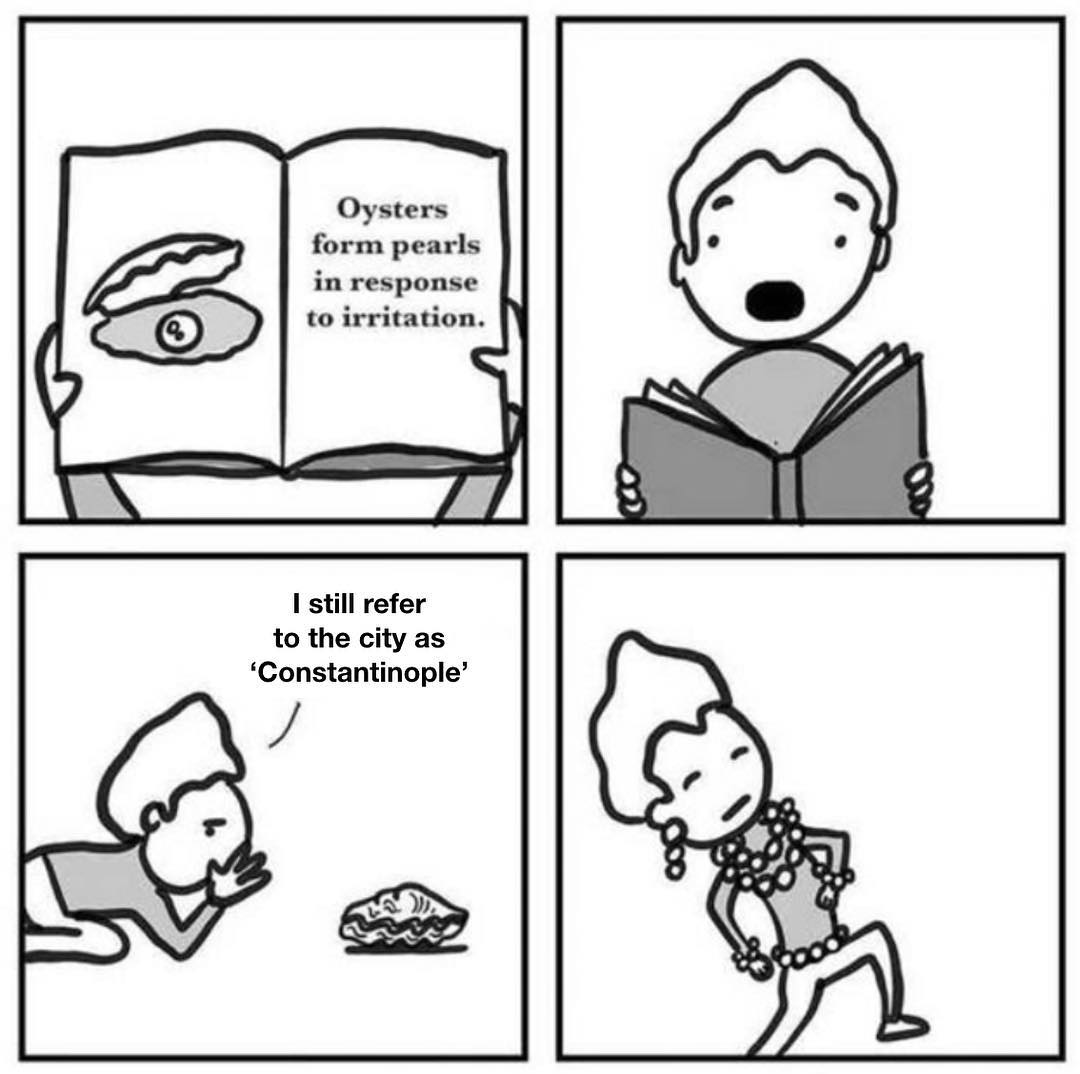 Oysters
form pearls
in response
to irritation.
I still refer
to the city as
‘Constantinople’